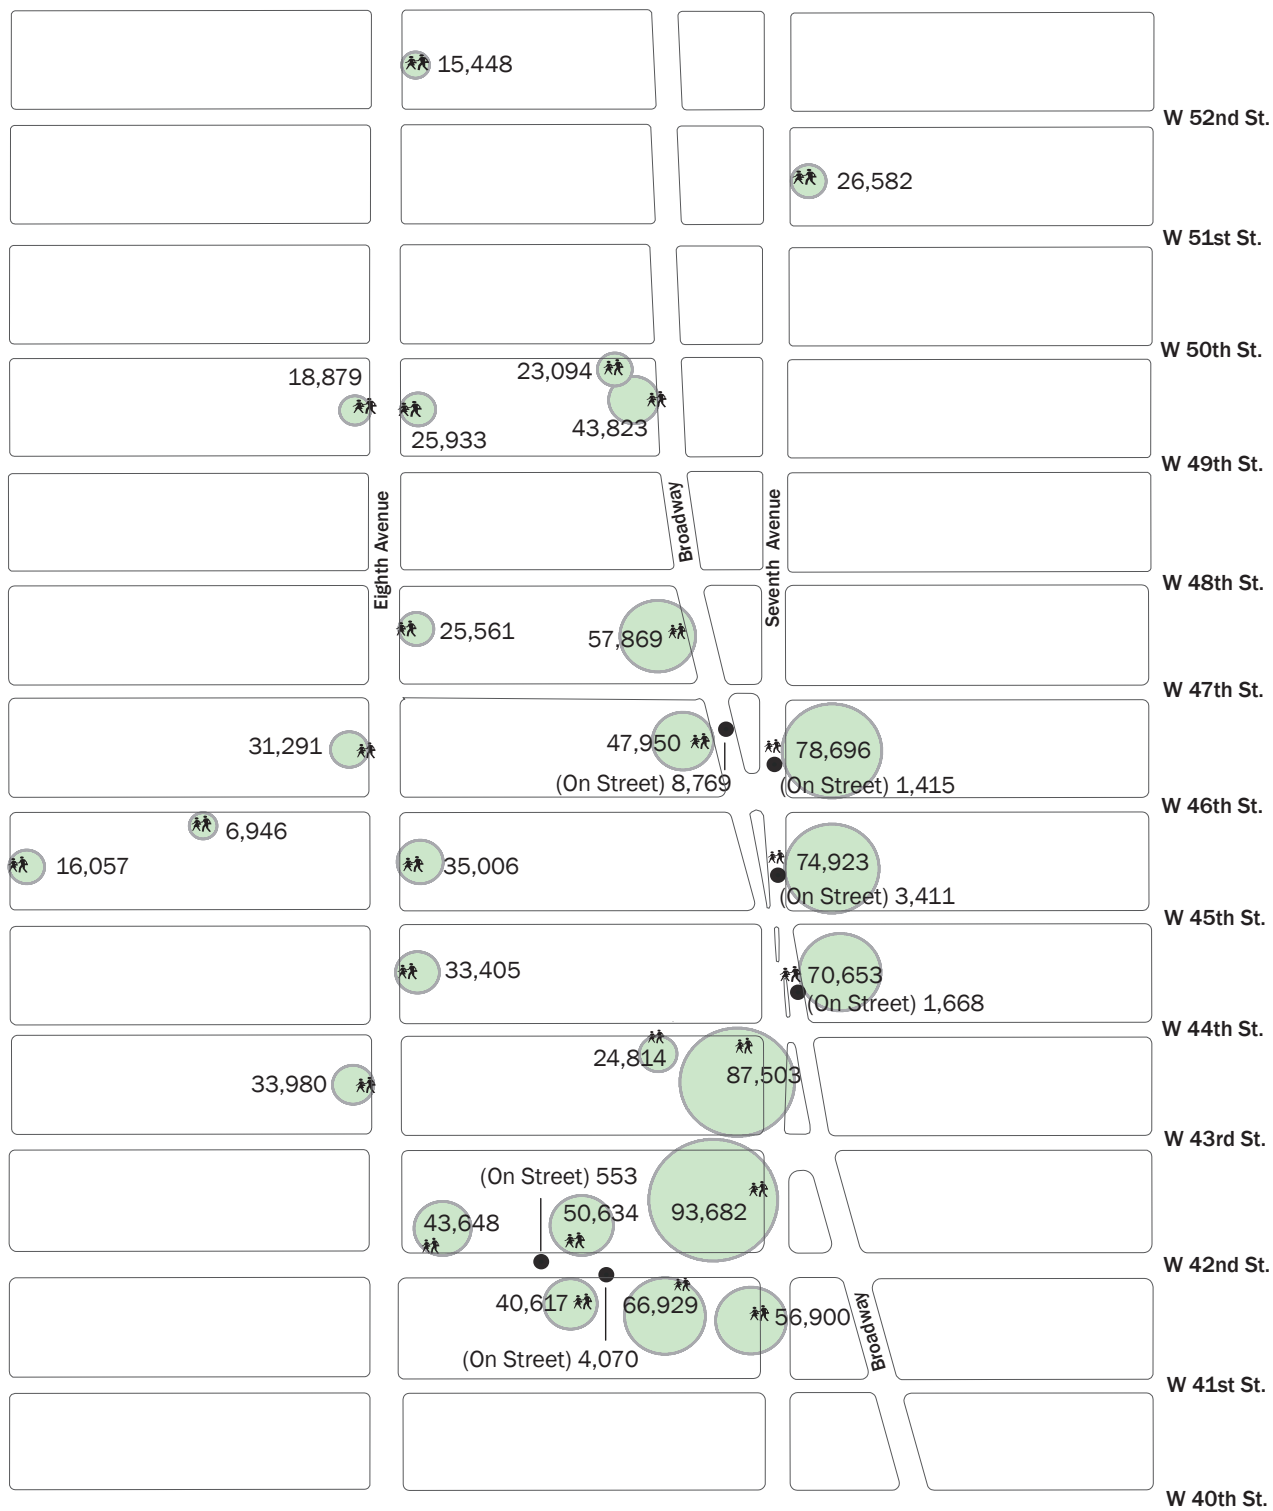 15,448
W 52nd St.
26,582
W 51st St.
W 50th St.
18,879
23,094
43,823
25,933
W 49th St.
Eighth Avenue
Broadway
Seventh Avenue
W 48th St.
25,561
57,869
W 47th St.
31,291
47,950
78,696
(On Street) 8,769
(On Street) 1,415
W 46th St.
6,946
16,057
35,006
74,923
(On Street) 3,411
W 45th St.
33,405
70,653
(On Street) 1,668
W 44th St.
24,814
87,503
33,980
W 43rd St.
(On Street) 553
43,648
50,634
93,682
W 42nd St.
40,617
66,929
56,900
Broadway
(On Street) 4,070
W 41st St.
W 40th St.